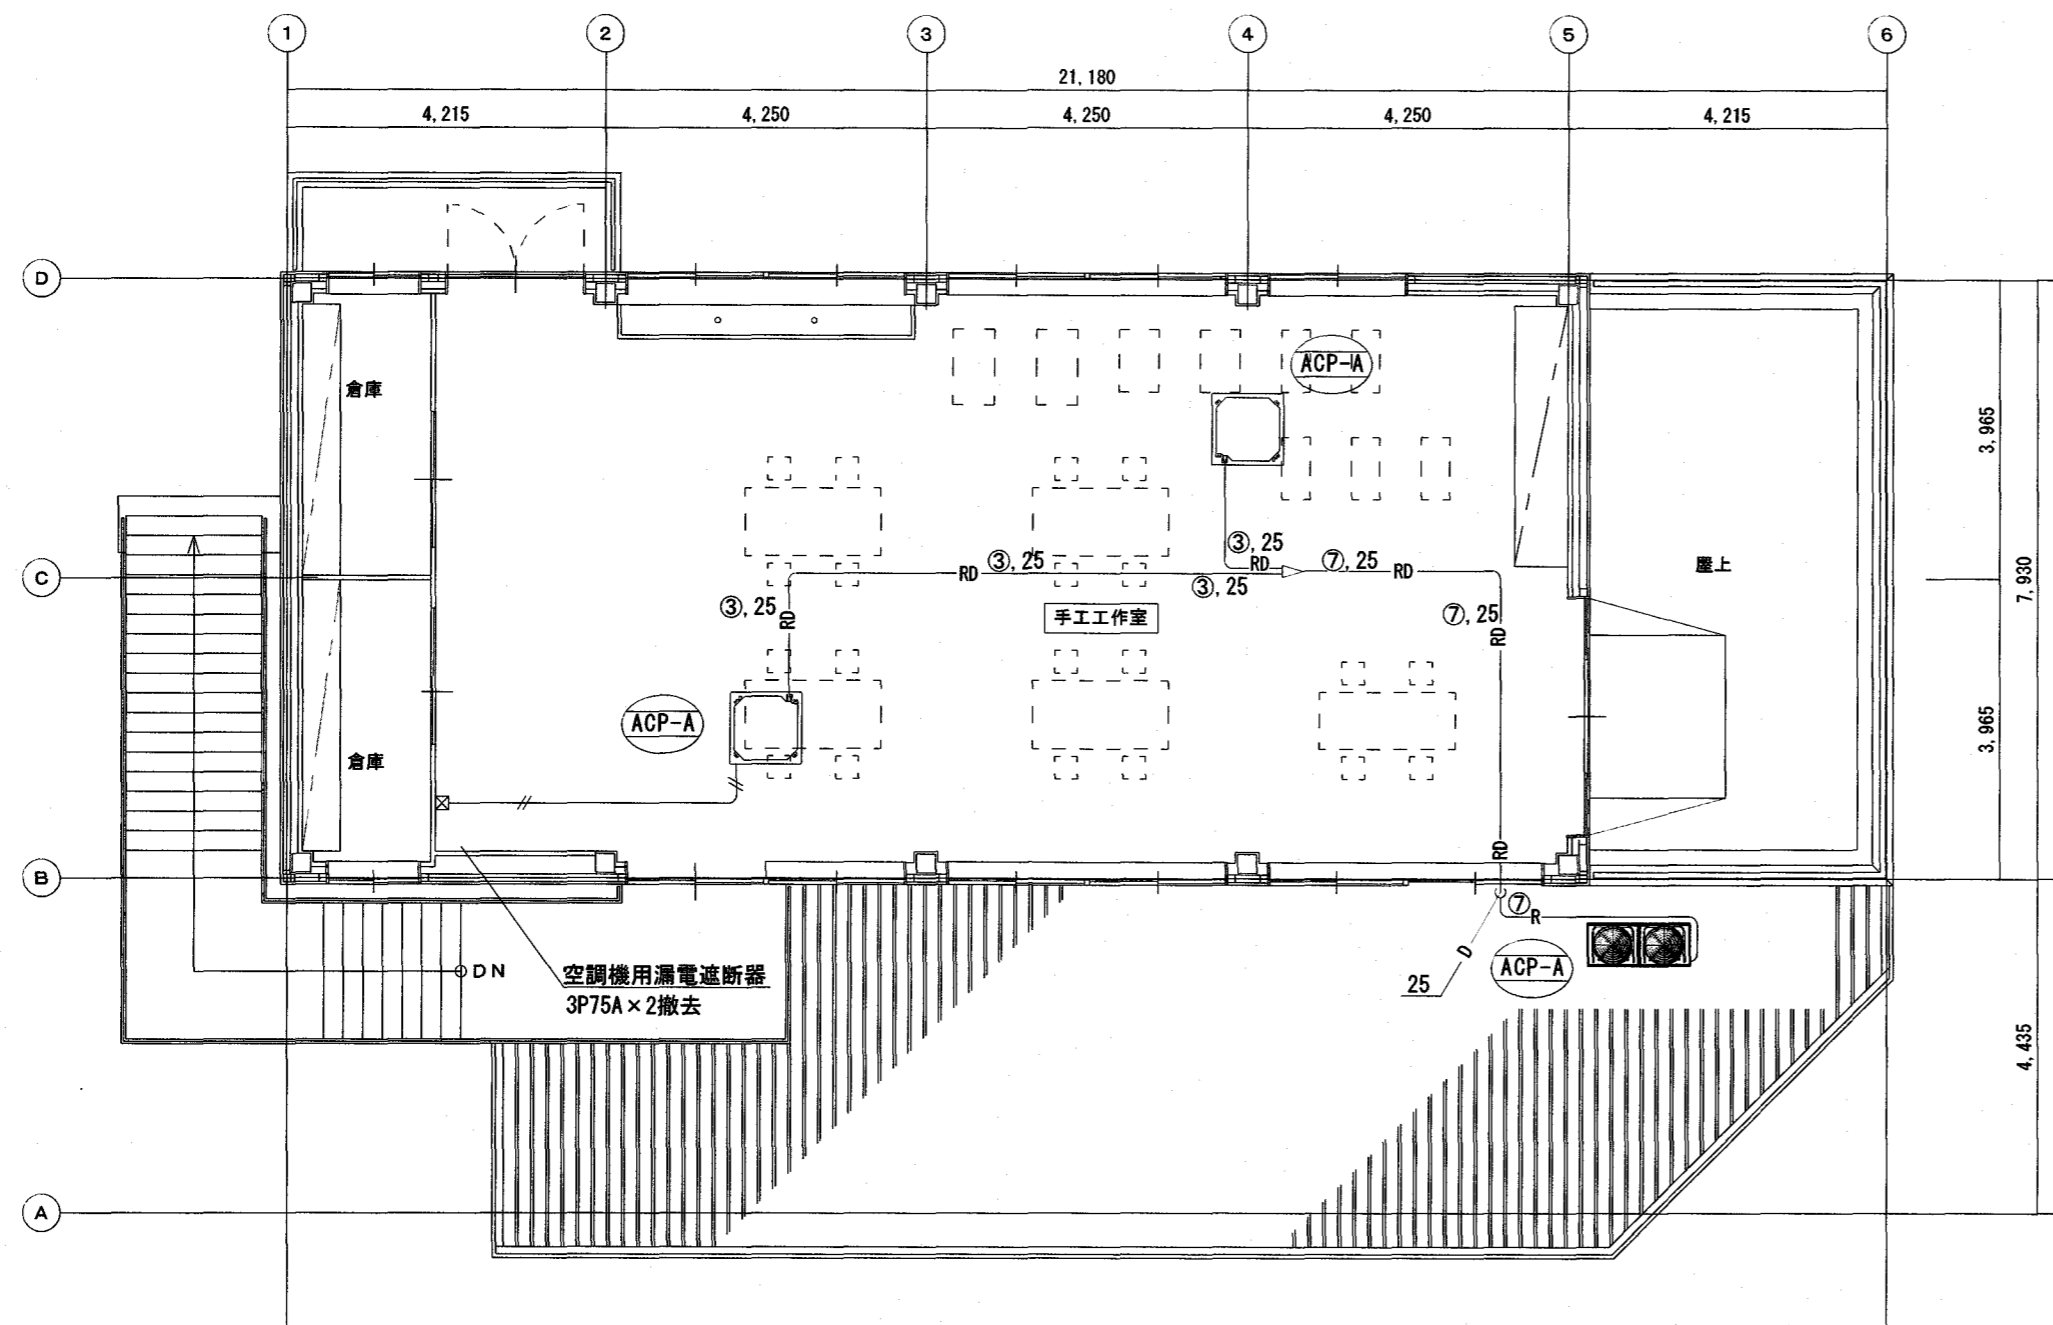 1 2 3 4 5 6
21,180
4,215 4,250 4,250 4,250 4,215
D
ACP-A
倉庫
3,965
③,25
③,25 ⑦,25
RD RD RD
屋上
C
③,25
7,930
③,25
手工工作室
⑦,25
RD
RD
ACP-A
3,965
倉庫
RD
B
⑦
R
D
DN
空調機用漏電遮断器
ACP-A
25
3P75A×2撤去
4,435
A